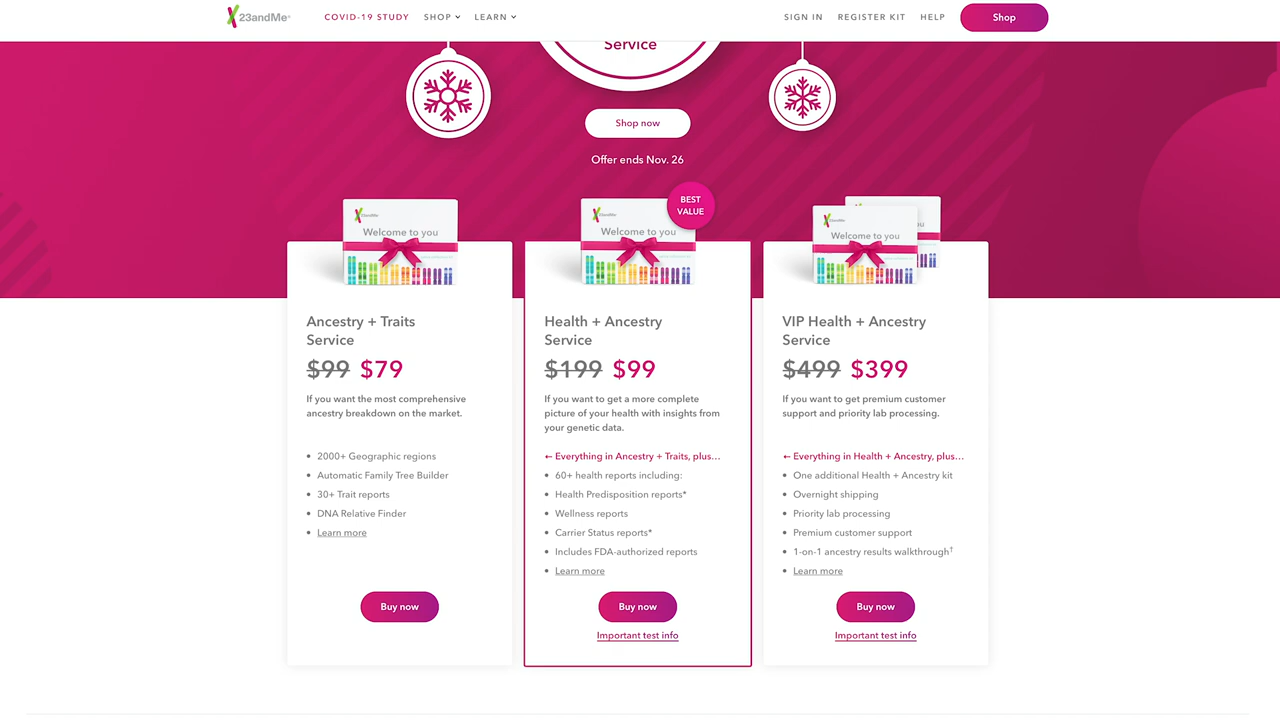 23andMe®
COVID-19 STUDY
SHOP
LEARN
SIGN IN
REGISTER KIT
HELP
Shop
Service
Shop now
Offer ends Nov. 26
23andMe
Welcome to you
Ancestry + Traits
Service
$99 $79
If you want the most comprehensive
ancestry breakdown on the market.
• 2000+ Geographic regions
• Automatic Family Tree Builder
• 30+ Trait reports
• DNA Relative Finder
• Learn more
Buy now
BEST
VALUE
23andMe
Welcome to you
Health + Ancestry
Service
$199 $99
If you want to get a more complete
picture of your health with insights from
your genetic data.
← Everything in Ancestry + Traits, plus...
• 60+ health reports including:
• Health Predisposition reports*
• Wellness reports
• Carrier Status reports*
• Includes FDA-authorized reports
• Learn more
Buy now
Important test info
23andMe
Welcome to you
ou
VIP Health + Ancestry
Service
$499 $399
If you want to get premium customer
support and priority lab processing.
← Everything in Health + Ancestry, plus...
• One additional Health + Ancestry kit
• Overnight shipping
• Priority lab processing
• Premium customer support
• 1-on-1 ancestry results walkthrough†
• Learn more
Buy now
Important test info